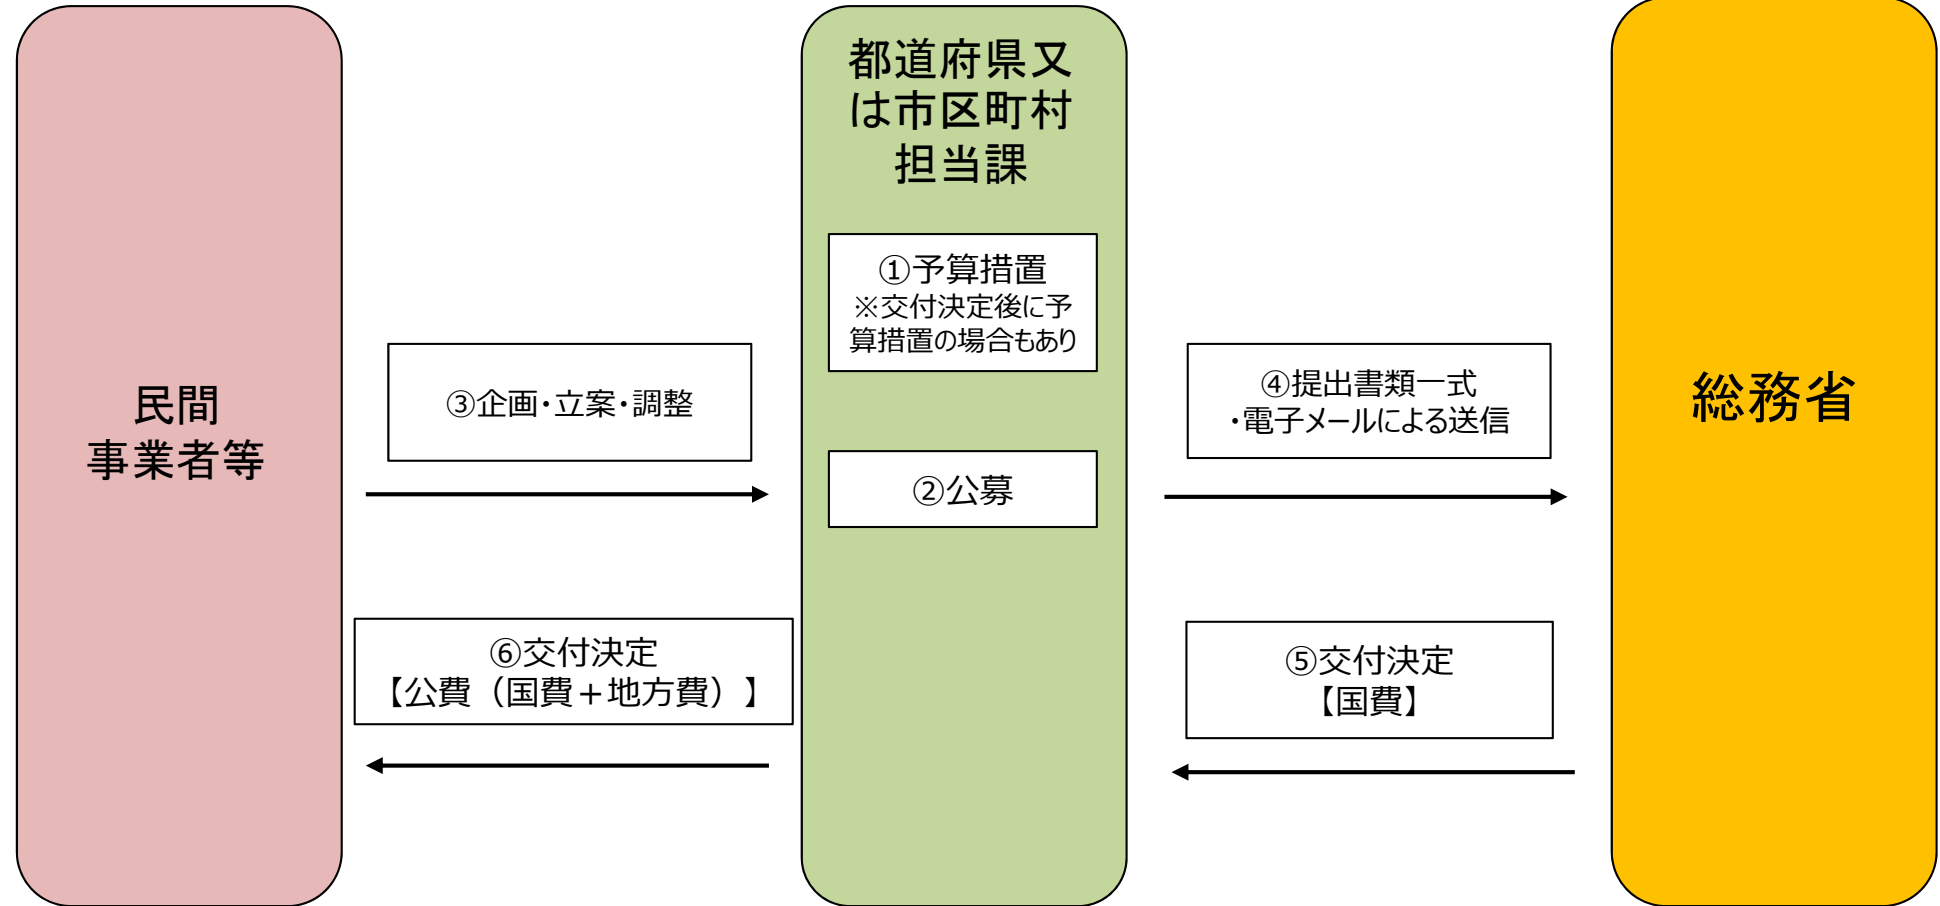 民間
事業者等
③企画・立案・調整
⑥交付決定
【公費（国費＋地方費）】
都道府県又
は市区町村
担当課
①予算措置
※交付決定後に予
算措置の場合もあり
②公募
④提出書類一式
・電子メールによる送信
⑤交付決定
【国費】
総務省